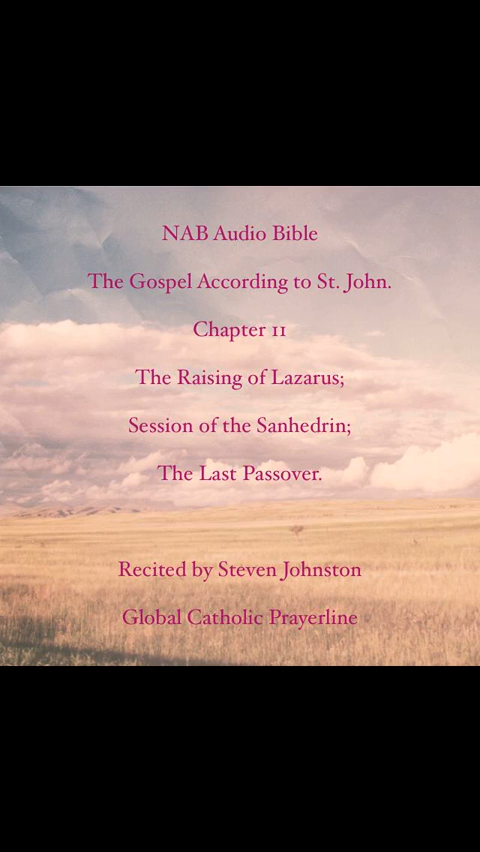 NAB Audio Bible
The Gospel According to St. John.
Chapter 11
The Raising of Lazarus;
Session of the Sanhedrin;
The Last Passover.
Recited by Steven Johnston
Global Catholic Prayerline